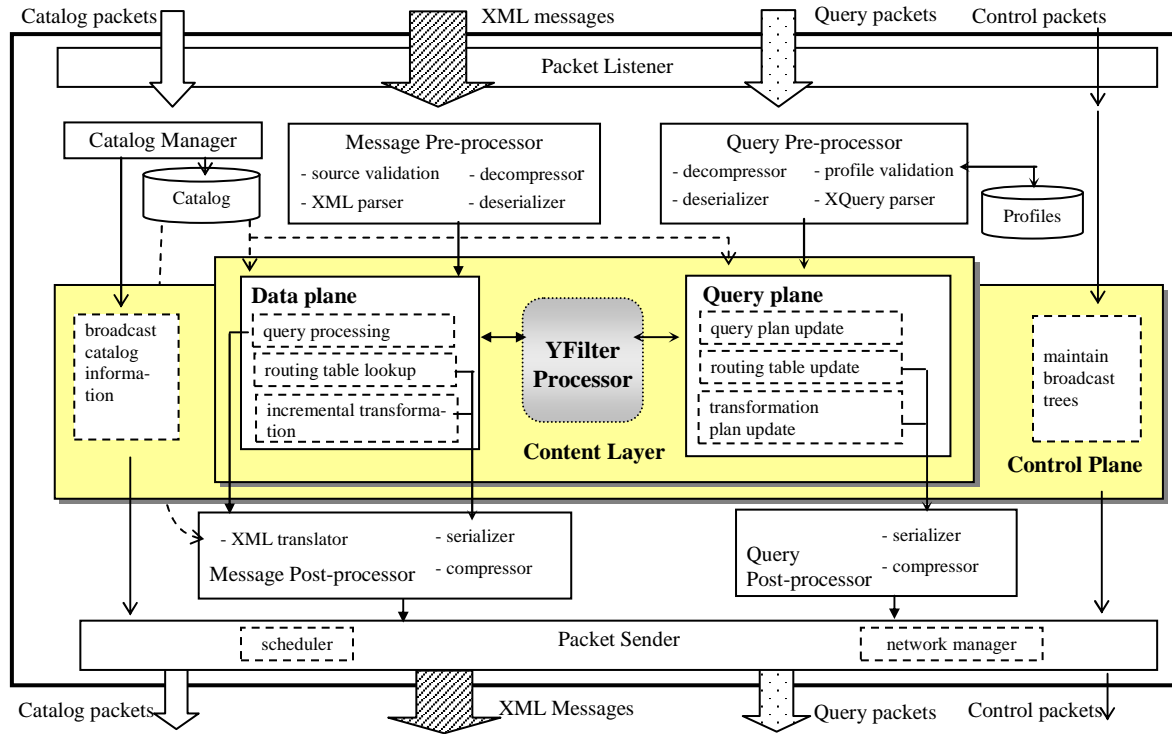 Catalog packets
XML messages
Query packets
Control packets
Packet Listener
Catalog Manager
Catalog
Message Pre-processor
- source validation
- decompressor
- XML parser
- deserializer
Query Pre-processor
- decompressor
- profile validation
- deserializer
- XQuery parser
Profiles
broadcast
catalog
informa-
tion
Data plane
query processing
routing table lookup
incremental transforma-
tion
YFilter
Processor
Content Layer
Query plane
query plan update
routing table update
transformation
plan update
maintain
broadcast
trees
Control Plane
- XML translator
- serializer
Message Post-processor
- compressor
Query
Post-processor
- serializer
- compressor
scheduler
Packet Sender
network manager
Catalog packets
XML Messages
Query packets
Control packets